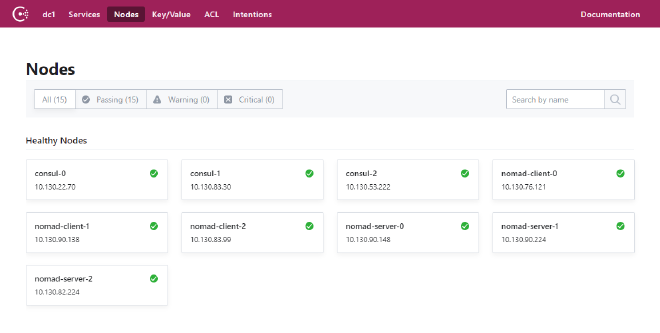 dc1 Services Nodes Key/Value ACL Intentions Documentation
Nodes
All (15) Passing (15) Warning (0) Critical (0) Search by name
Healthy Nodes
consul-0 consul-1 consul-2 nomad-client-0
10.130.22.70 10.130.83.30 10.130.53.222 10.130.76.121
nomad-client-1 nomad-client-2 nomad-server-0 nomad-server-1
10.130.90.138 10.130.83.99 10.130.90.148 10.130.90.224
nomad-server-2
10.130.82.224